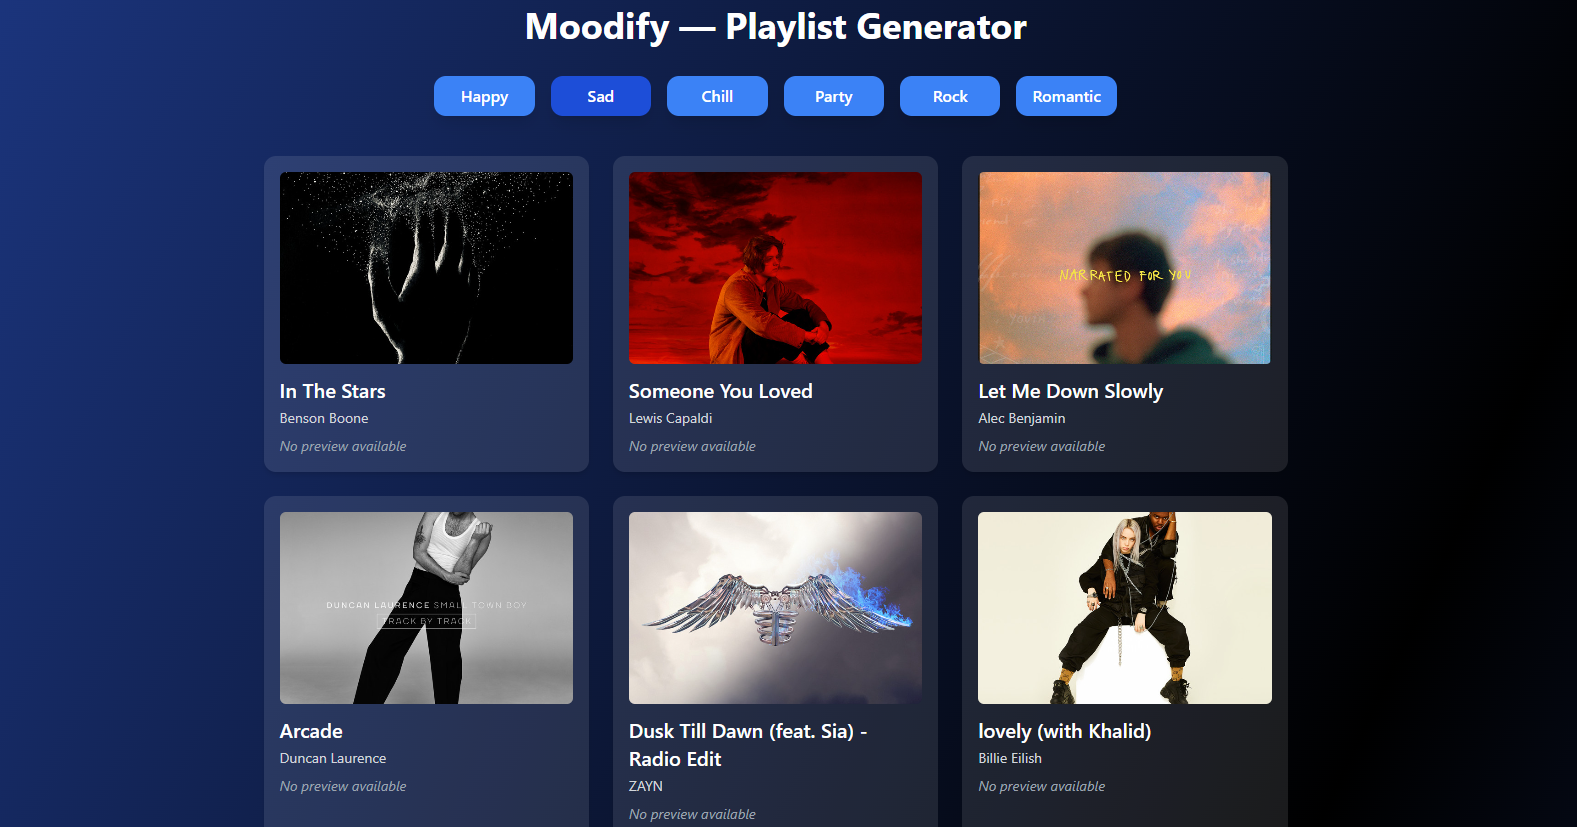 Moodify — Playlist Generator
Happy
Sad
Chill
Party
Rock
Romantic
NARRATED FOR YOU
In The Stars
Benson Boone
No preview available
Someone You Loved
Lewis Capaldi
No preview available
Let Me Down Slowly
Alec Benjamin
No preview available
DUNCAN LAURENCE SMALL TOWN BOY
TRACK BY TRACK
Arcade
Duncan Laurence
No preview available
Dusk Till Dawn (feat. Sia) -
Radio Edit
ZAYN
No preview available
lovely (with Khalid)
Billie Eilish
No preview available